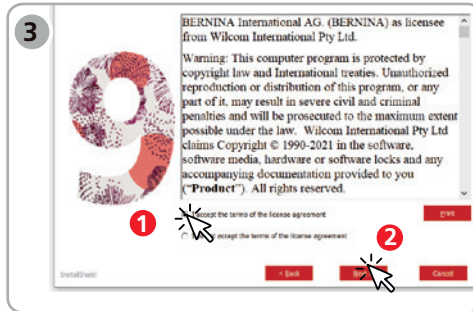 3
BERNINA International AG. (BERNINA) as licensee
from Wilcom International Pty Ltd.
Warning: This computer program is protected by
copyright law and International treaties. Unauthorized
reproduction or distribution of this program, or any
part of it, may result in severe civil and criminal
penalties and will be prosecuted to the maximum extent
possible under the law. Wilcom International Pty Ltd
claims Copyright © 1990-2021 in the software,
software media, hardware or software locks and any
accompanying documentation provided to you
("Product"). All rights reserved.
9
1
accept the terms of the license agreement
Print
accept the terms of the license agreement
2
InstallShield
< Back
Cancel